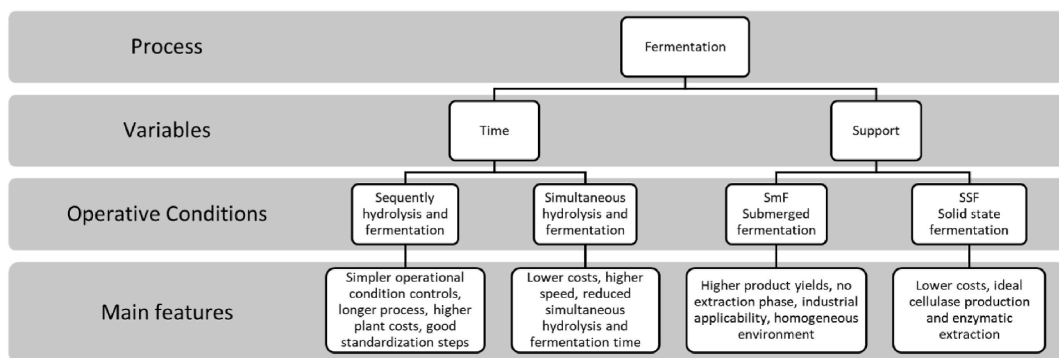 Process
Fermentation
Variables
Time
Support
Operative Conditions
Sequently
hydrolysis and
fermentation
Simultaneous
hydrolysis and
fermentation
SmF
Submerged
fermentation
SSF
Solid state
fermentation
Main features
Simpler operational
condition controls,
longer process, higher
plant costs, good
standardization steps
Lower costs, higher
speed, reduced
simultaneous
hydrolysis and
fermentation time
Higher product yields, no
extraction phase, industrial
applicability, homogeneous
environment
Lower costs, ideal
cellulase production
and enzymatic
extraction